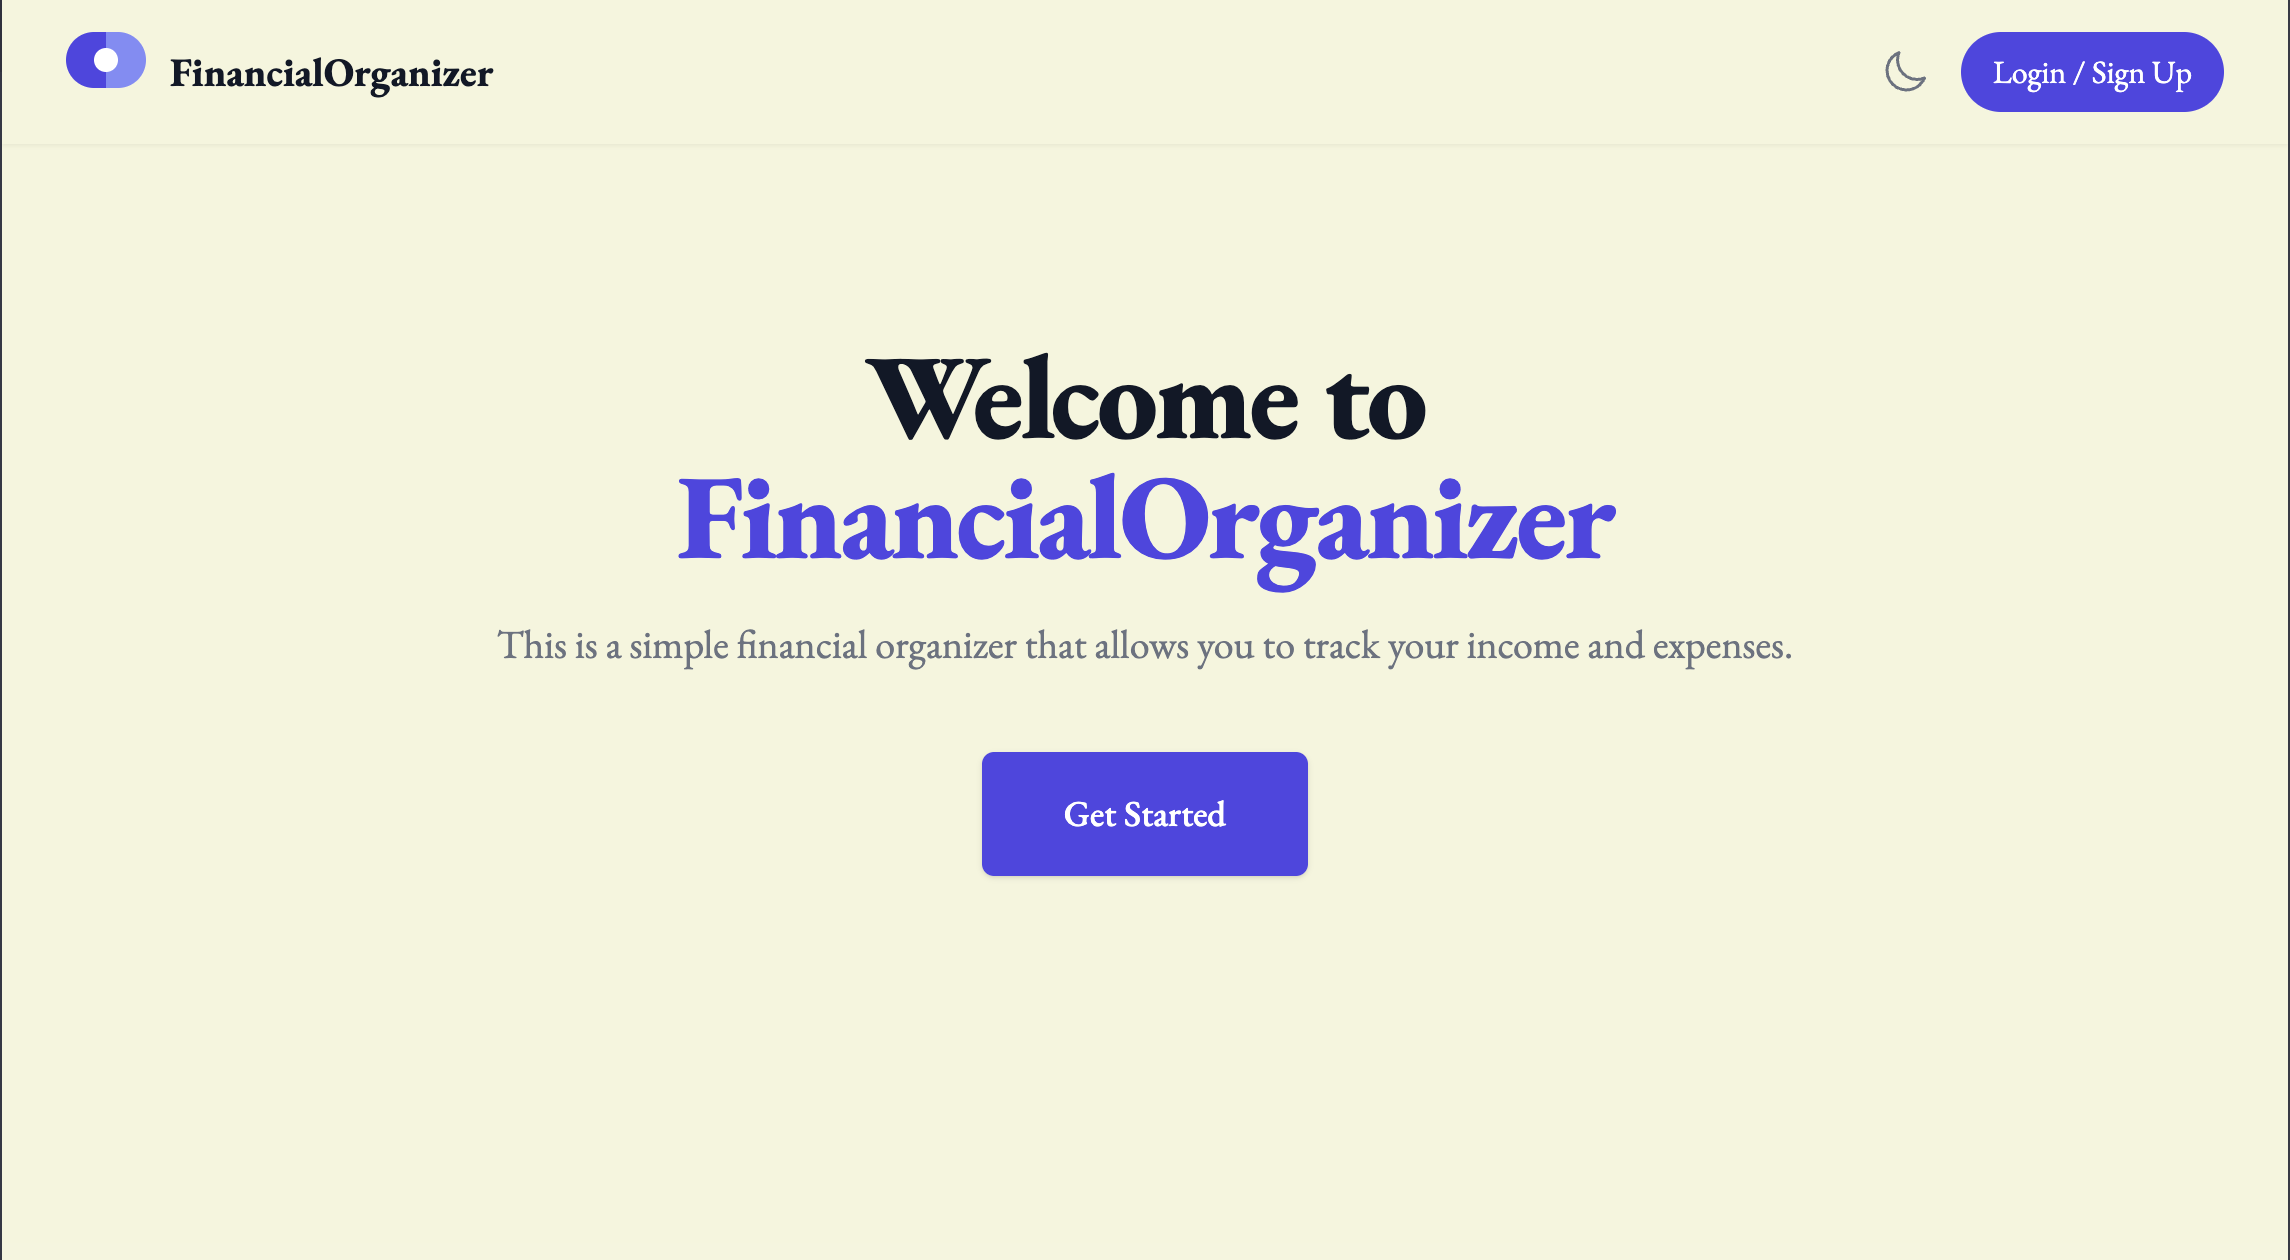 FinancialOrganizer
Login / Sign Up
Welcome to
FinancialOrganizer
This is a simple financial organizer that allows you to track your income and expenses.
Get Started